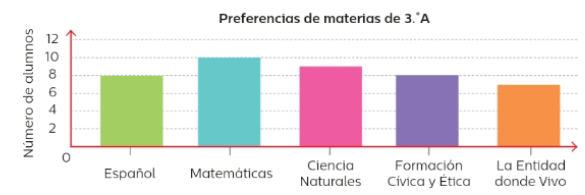 Preferencias de materias de 3.°A
Número de alumnos
12
10
8
6
4
2
0
Español
Matemáticas
Ciencia
Naturales
Formación
Cívica y Ética
La Entidad
donde Vivo